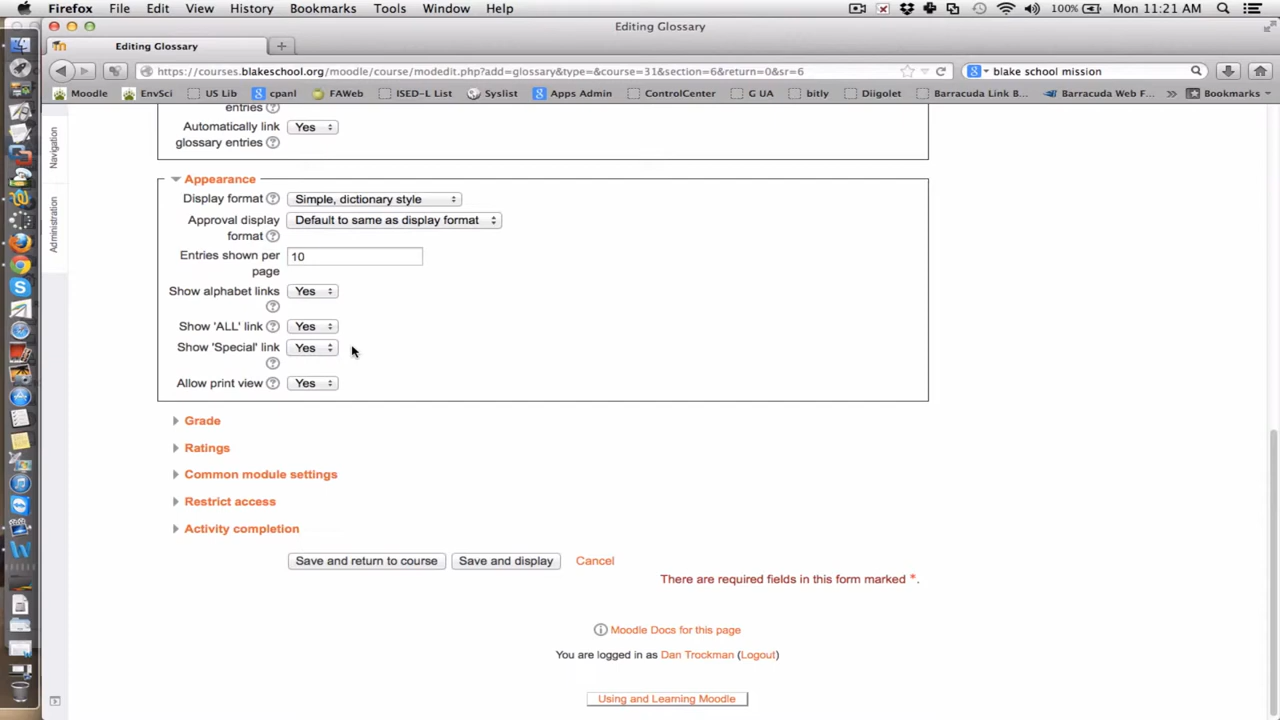 Firefox File Edit View History Bookmarks Tools Window Help 100% Mon 11:21 AM
Editing Glossary
Editing Glossary
https://courses.blakeschool.org/moodle/course/modedit.php?add=glossary&type=&course=31&section=6&return=0&sr=6 blake school mission
Moodle EnvSci US Lib cpanl FAWeb ISED-L List Syslist Apps Admin ControlCenter G UA bitly Diigolet Barracuda Link B... Barracuda Web F... >> Bookmarks
Navigation
Administration
entries
Automatically link Yes
glossary entries
Appearance
Display format Simple, dictionary style
Approval display Default to same as display format
format
Entries shown per 10
page
Show alphabet links Yes
Show 'ALL' link Yes
Show 'Special' link Yes
Allow print view Yes
Grade
Ratings
Common module settings
Restrict access
Activity completion
Save and return to course Save and display Cancel
There are required fields in this form marked *.
Moodle Docs for this page
You are logged in as Dan Trockman (Logout)
Using and Learning Moodle